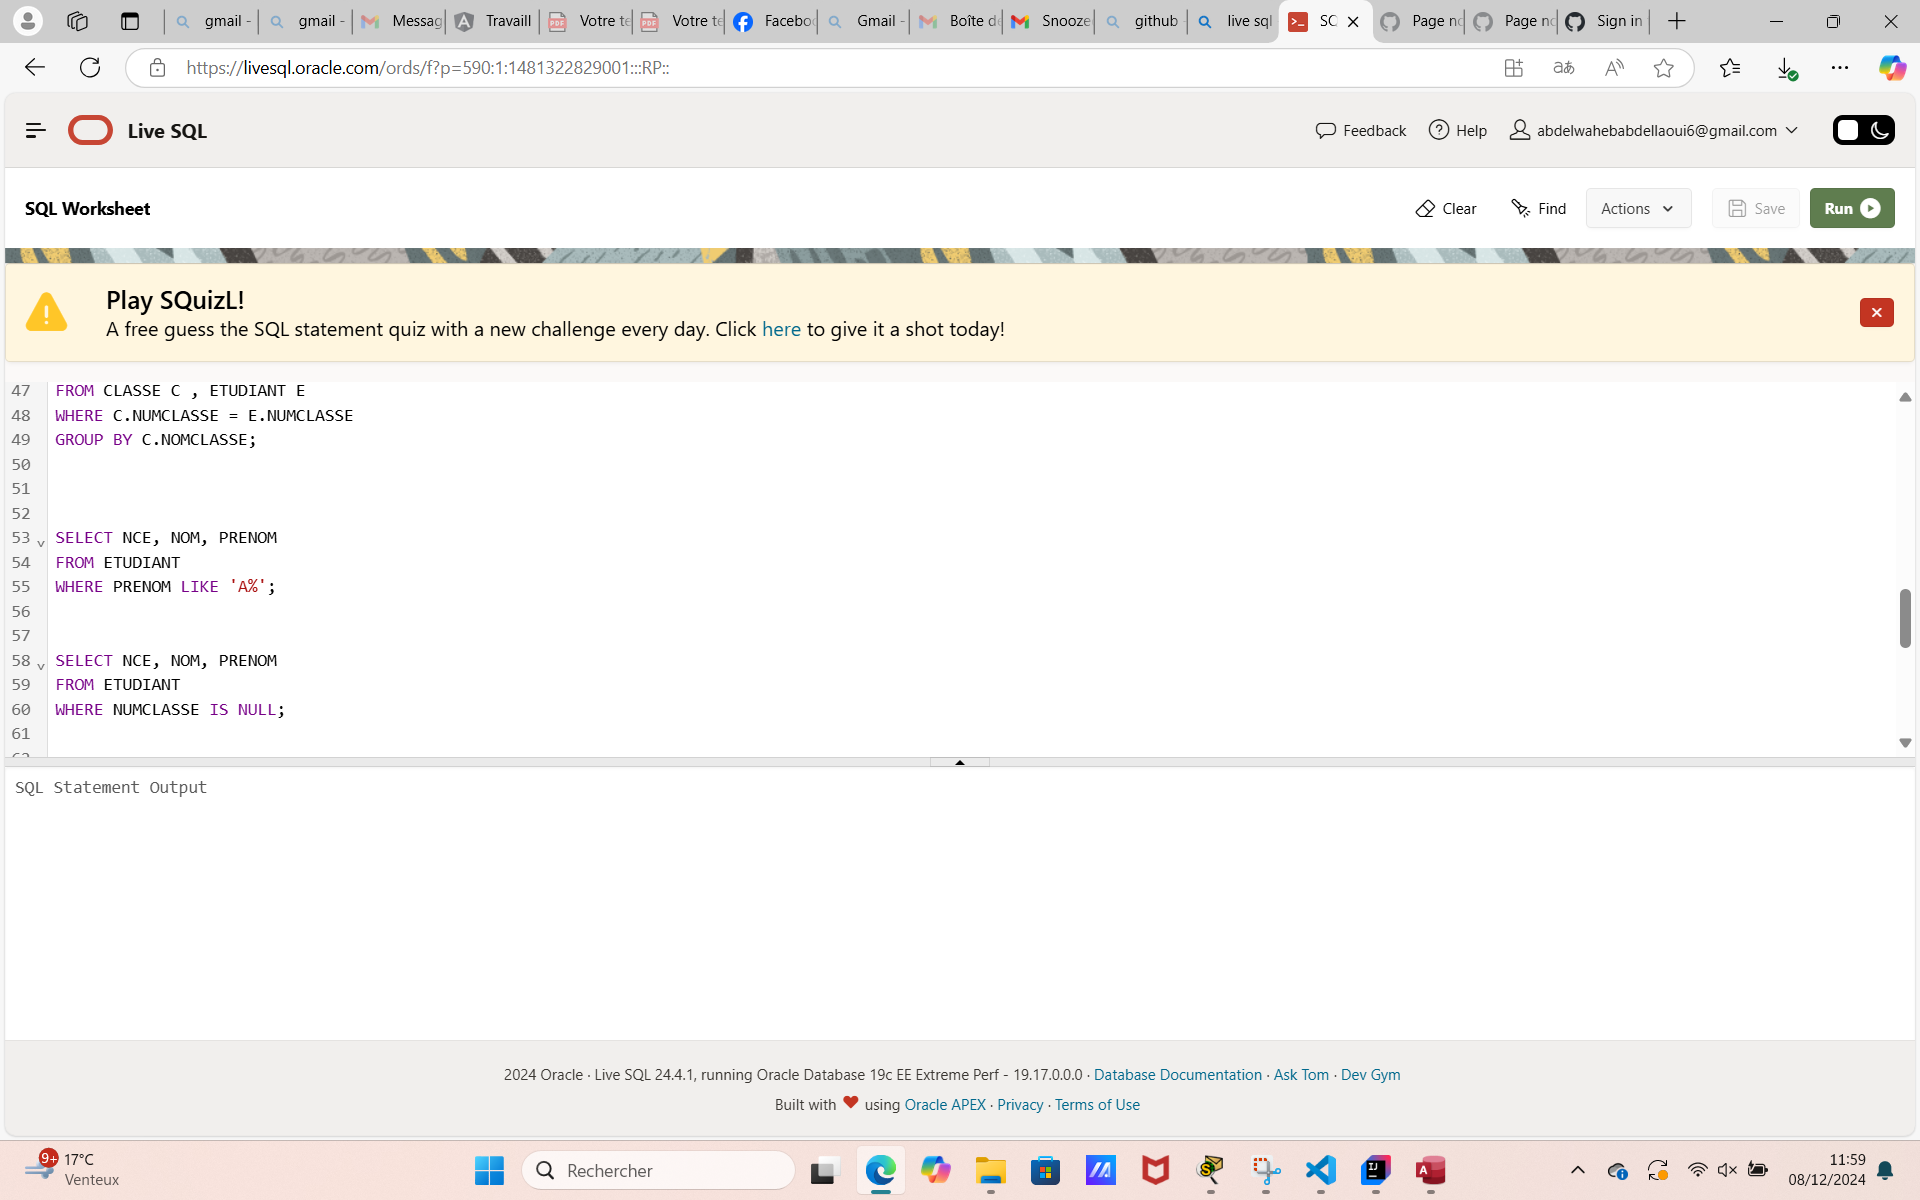 gmail -
gmail -
Messag
Travaill
Votre te
Votre te
Facebo
Gmail -
Boîte de
Snooze
github
live sql
SQ
Page no
Page no
Sign in
https://livesql.oracle.com/ords/f?p=590:1:1481322829001:::RP::
Live SQL
Feedback
Help
abdelwahebabdellaoui6@gmail.com
SQL Worksheet
Clear
Find
Actions
Save
Run
Play SQuizL!
A free guess the SQL statement quiz with a new challenge every day. Click here to give it a shot today!
47 FROM CLASSE C , ETUDIANT E
48 WHERE C.NUMCLASSE = E.NUMCLASSE
49 GROUP BY C.NOMCLASSE;
50
51
52
53 SELECT NCE, NOM, PRENOM
54 FROM ETUDIANT
55 WHERE PRENOM LIKE 'A%';
56
57
58 SELECT NCE, NOM, PRENOM
59 FROM ETUDIANT
60 WHERE NUMCLASSE IS NULL;
61
SQL Statement Output
2024 Oracle · Live SQL 24.4.1, running Oracle Database 19c EE Extreme Perf - 19.17.0.0.0 · Database Documentation · Ask Tom · Dev Gym
Built with ♥ using Oracle APEX · Privacy · Terms of Use
9+
17°C
Venteux
Rechercher
11:59
08/12/2024